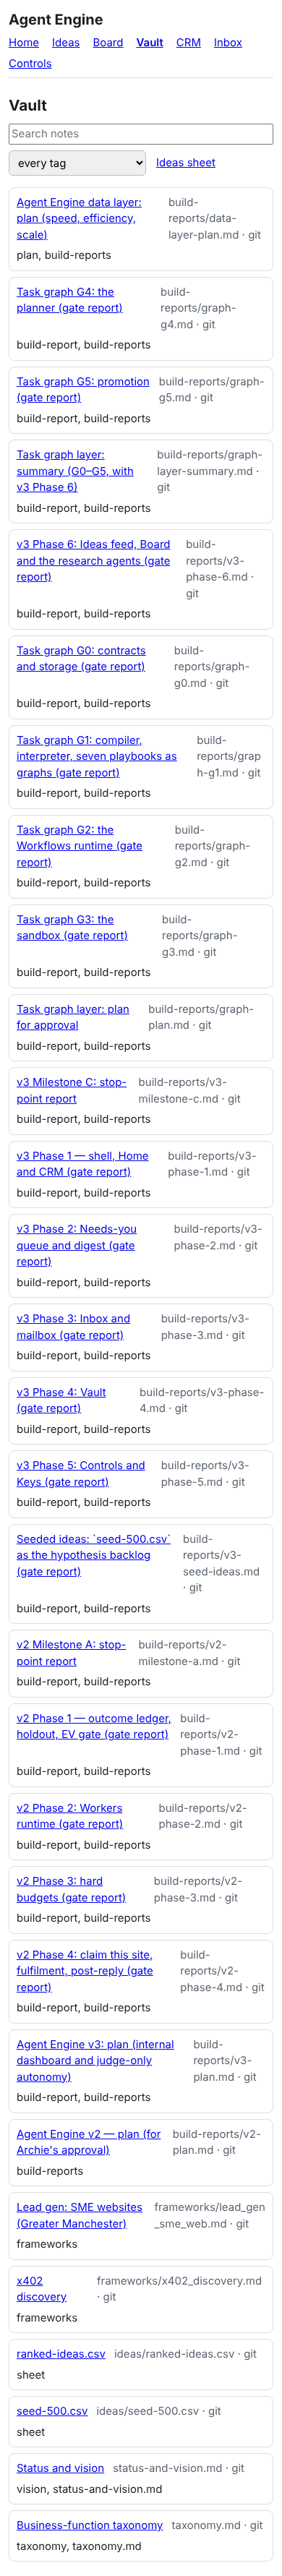 Agent Engine
Home Ideas Board Vault CRM Inbox
Controls
Vault
Search notes
every tag Ideas sheet
Agent Engine data layer: build-
plan (speed, efficiency, reports/data-
scale) layer-plan.md · git
plan, build-reports
Task graph G4: the build-
planner (gate report) reports/graph-
g4.md · git
build-report, build-reports
Task graph G5: promotion build-reports/graph-
(gate report) g5.md · git
build-report, build-reports
Task graph layer: build-reports/graph-
summary (G0–G5, with layer-summary.md ·
v3 Phase 6) git
build-report, build-reports
v3 Phase 6: Ideas feed, Board build-
and the research agents (gate reports/v3-
report) phase-6.md ·
git
build-report, build-reports
Task graph G0: contracts build-
and storage (gate report) reports/graph-
g0.md · git
build-report, build-reports
Task graph G1: compiler, build-
interpreter, seven playbooks as reports/grap
graphs (gate report) h-g1.md · git
build-report, build-reports
Task graph G2: the build-
Workflows runtime (gate reports/graph-
report) g2.md · git
build-report, build-reports
Task graph G3: the build-
sandbox (gate report) reports/graph-
g3.md · git
build-report, build-reports
Task graph layer: plan build-reports/graph-
for approval plan.md · git
build-report, build-reports
v3 Milestone C: stop- build-reports/v3-
point report milestone-c.md · git
build-report, build-reports
v3 Phase 1 — shell, Home build-reports/v3-
and CRM (gate report) phase-1.md · git
build-report, build-reports
v3 Phase 2: Needs-you build-reports/v3-
queue and digest (gate phase-2.md · git
report)
build-report, build-reports
v3 Phase 3: Inbox and build-reports/v3-
mailbox (gate report) phase-3.md · git
build-report, build-reports
v3 Phase 4: Vault build-reports/v3-phase-
(gate report) 4.md · git
build-report, build-reports
v3 Phase 5: Controls and build-reports/v3-
Keys (gate report) phase-5.md · git
build-report, build-reports
Seeded ideas: `seed-500.csv` build-
as the hypothesis backlog reports/v3-
(gate report) seed-ideas.md
· git
build-report, build-reports
v2 Milestone A: stop- build-reports/v2-
point report milestone-a.md · git
build-report, build-reports
v2 Phase 1 — outcome ledger, build-
holdout, EV gate (gate report) reports/v2-
phase-1.md · git
build-report, build-reports
v2 Phase 2: Workers build-reports/v2-
runtime (gate report) phase-2.md · git
build-report, build-reports
v2 Phase 3: hard build-reports/v2-
budgets (gate report) phase-3.md · git
build-report, build-reports
v2 Phase 4: claim this site, build-
fulfilment, post-reply (gate reports/v2-
report) phase-4.md · git
build-report, build-reports
Agent Engine v3: plan (internal build-
dashboard and judge-only reports/v3-
autonomy) plan.md · git
build-report, build-reports
Agent Engine v2 — plan (for build-reports/v2-
Archie's approval) plan.md · git
build-reports
Lead gen: SME websites frameworks/lead_gen
(Greater Manchester) _sme_web.md · git
frameworks
x402 frameworks/x402_discovery.md
discovery · git
frameworks
ranked-ideas.csv ideas/ranked-ideas.csv · git
sheet
seed-500.csv ideas/seed-500.csv · git
sheet
Status and vision status-and-vision.md · git
vision, status-and-vision.md
Business-function taxonomy taxonomy.md · git
taxonomy, taxonomy.md